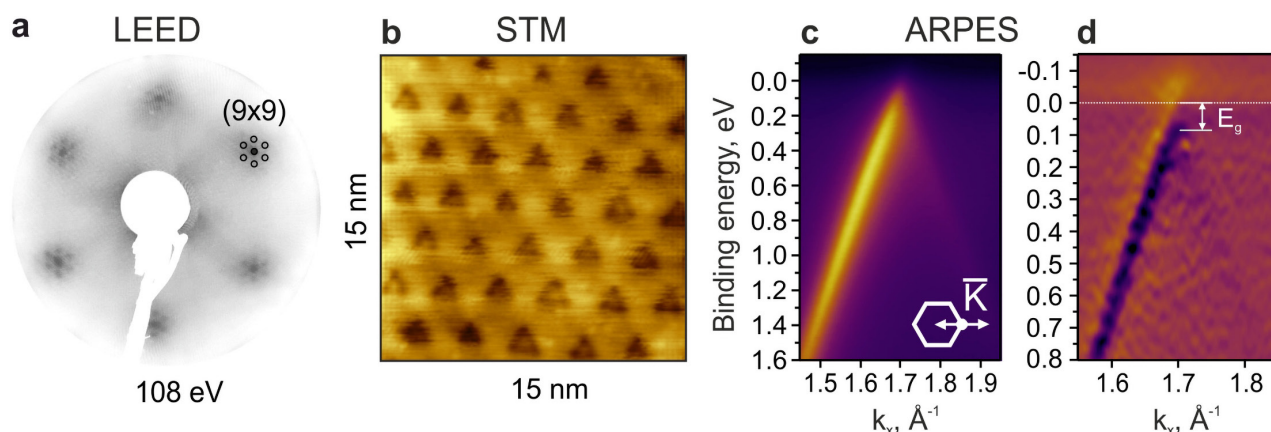 a LEED
(9x9)
108 eV
b STM
15 nm
15 nm
c ARPES d
Binding energy, eV
0.0
0.2
0.4
0.6
0.8
1.0
1.2
1.4
1.6
K̅
1.5 1.6 1.7 1.8 1.9
kₓ, Å⁻¹
-0.1
0.0
0.1
0.2
0.3
0.4
0.5
0.6
0.7
0.8
E_g
1.6 1.7 1.8
kₓ, Å⁻¹